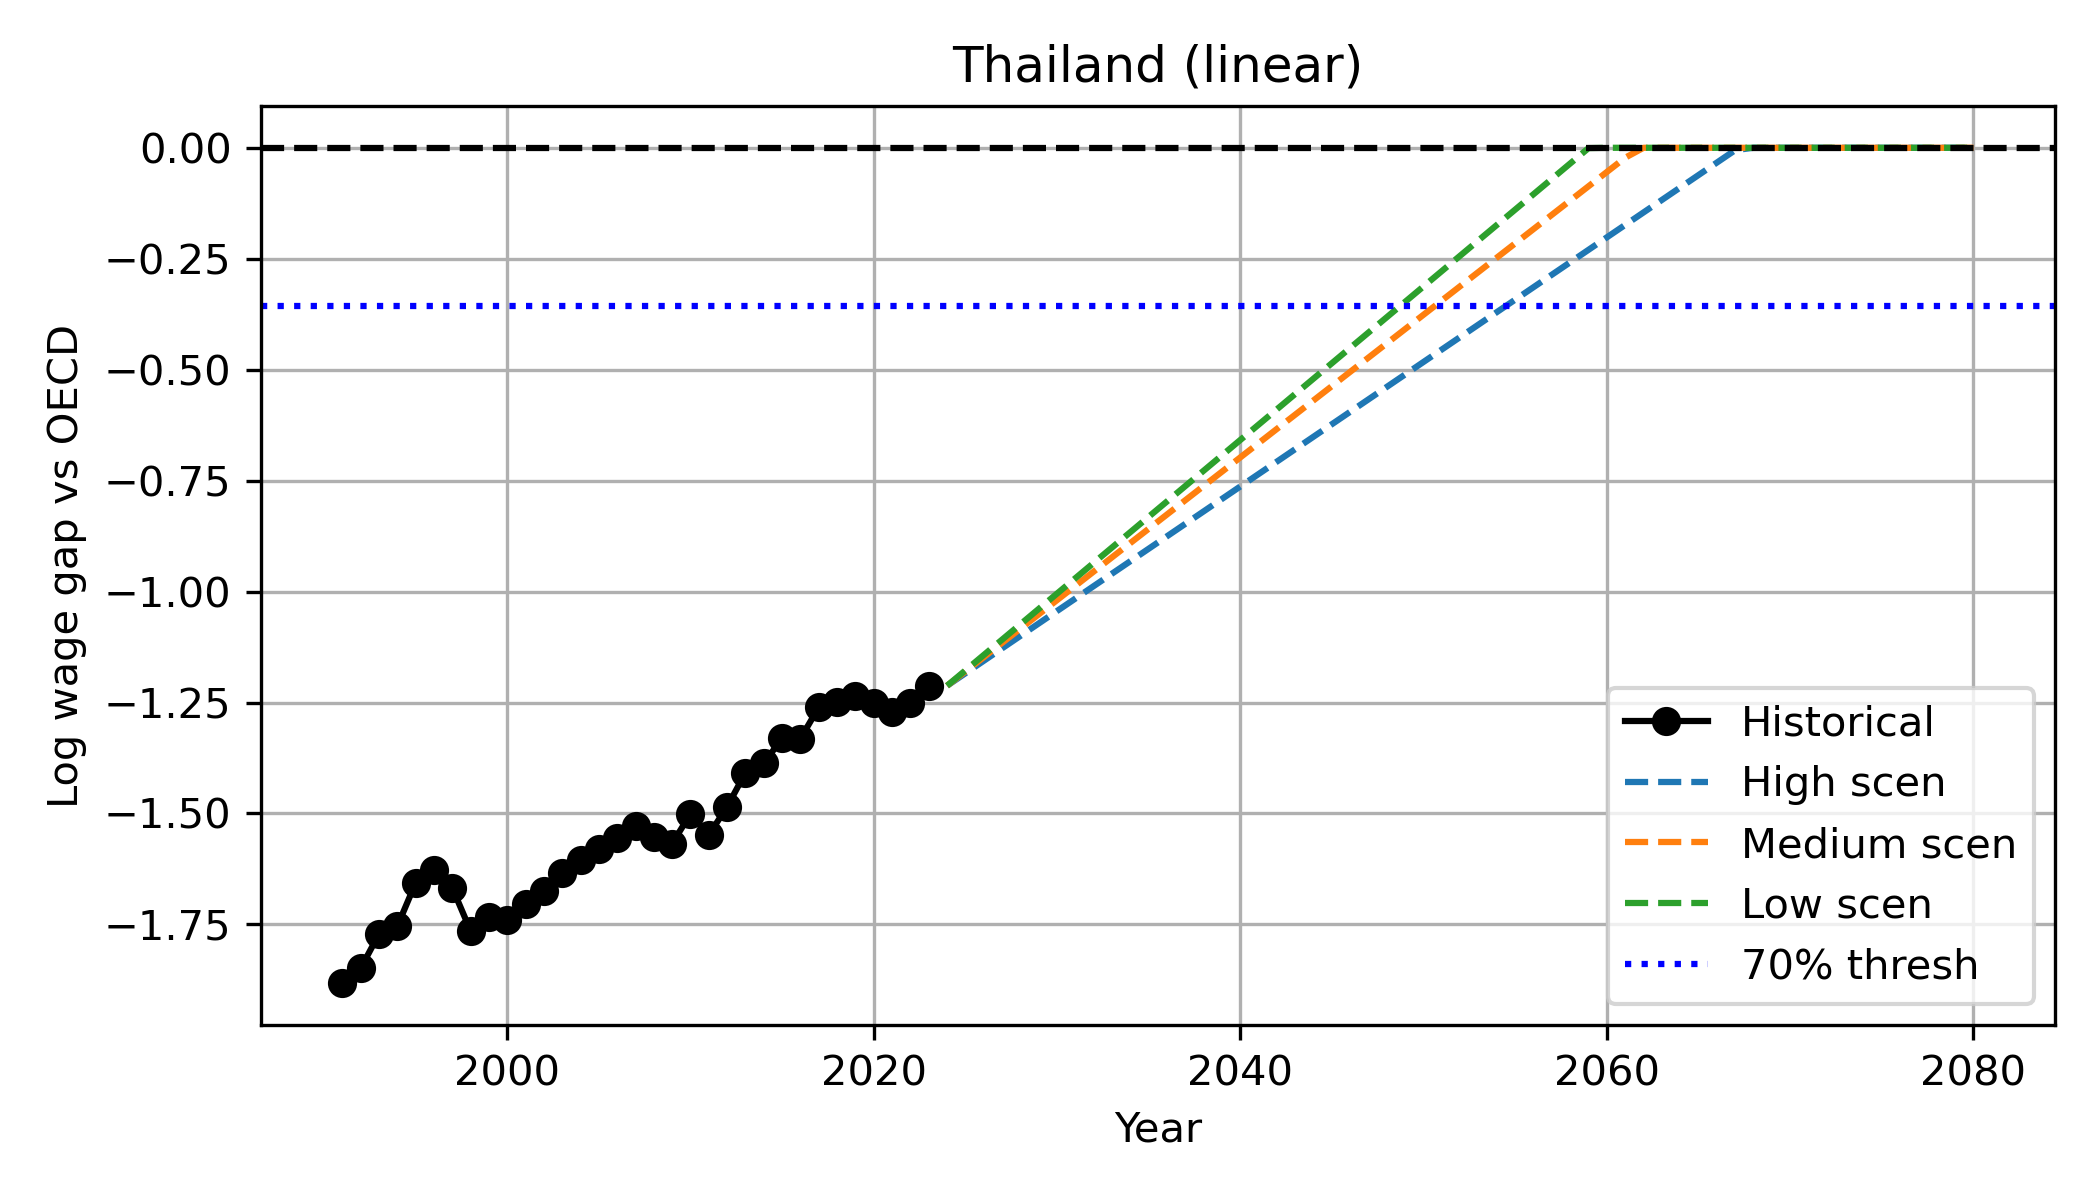 Thailand (linear)
Log wage gap vs OECD
0.00
−0.25
−0.50
−0.75
−1.00
−1.25
−1.50
−1.75
2000 2020 2040 2060 2080
Year
Historical
High scen
Medium scen
Low scen
70% thresh